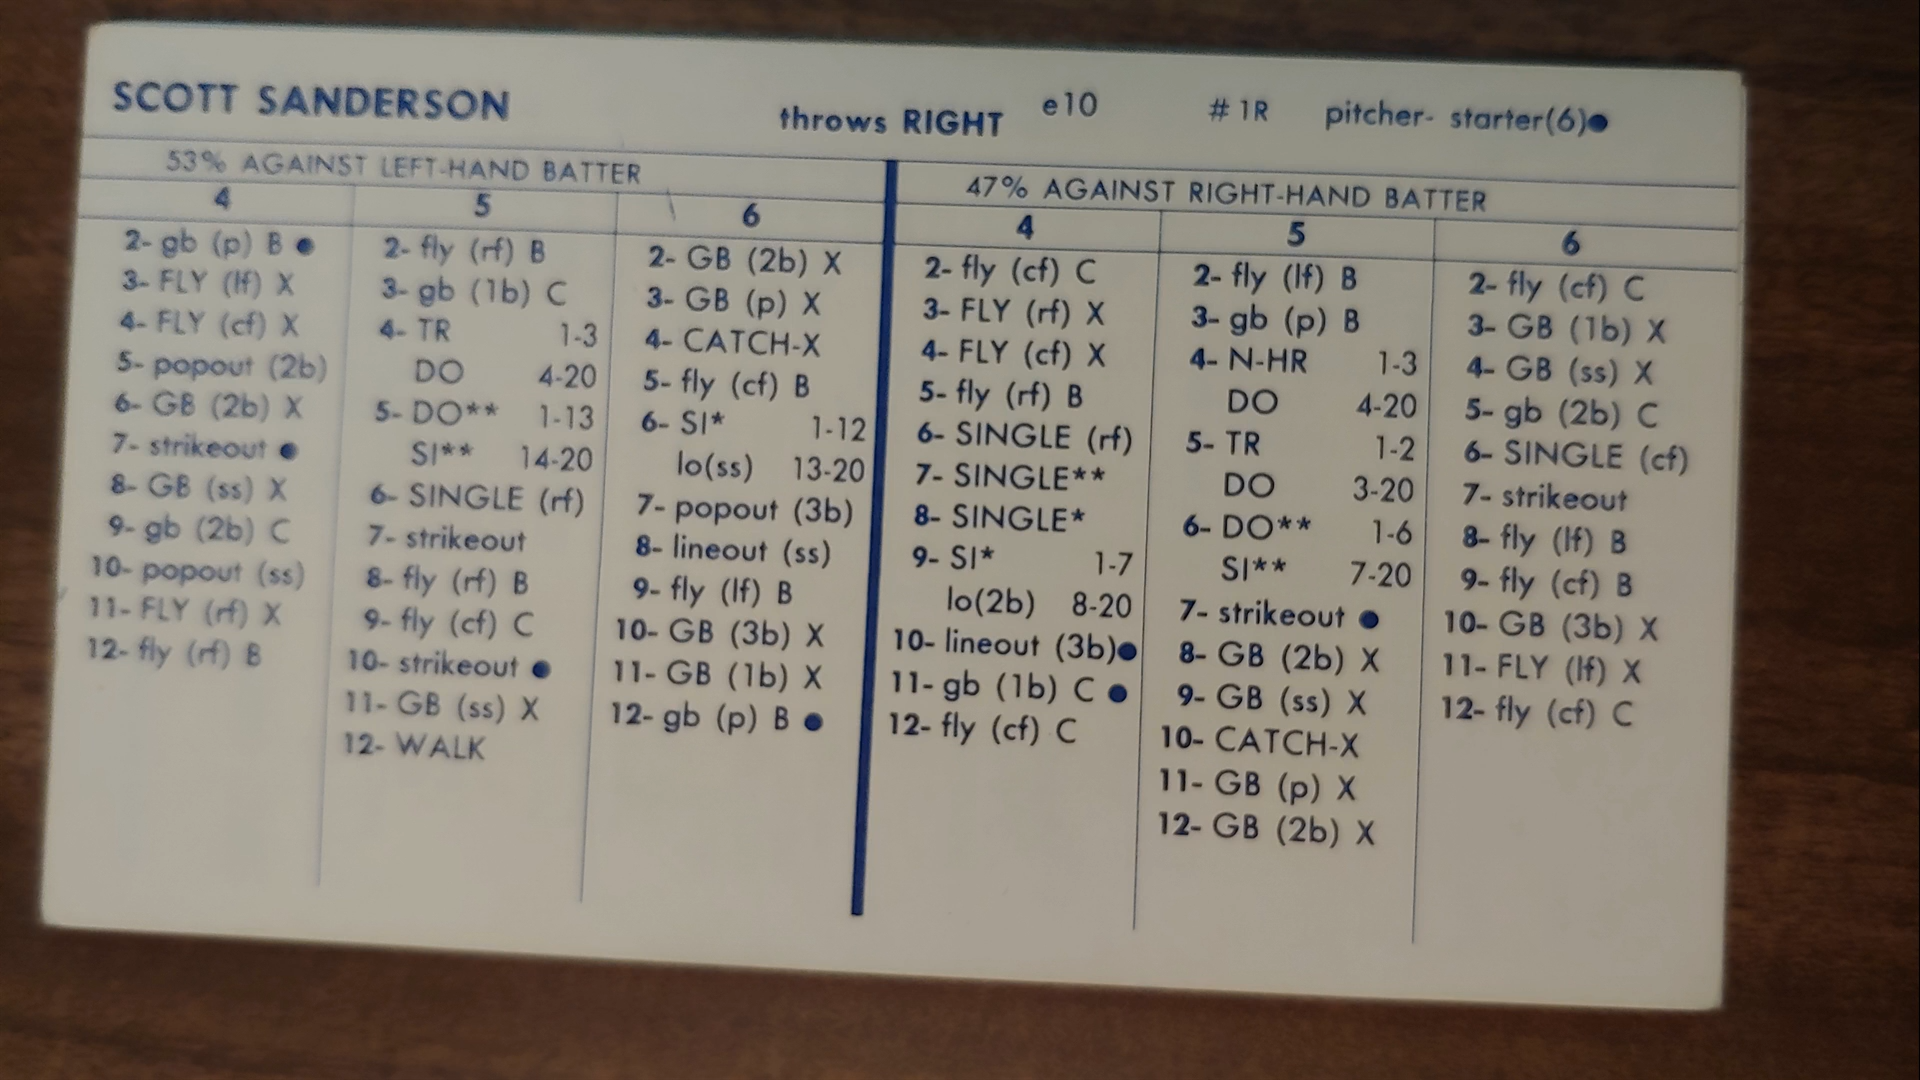 SCOTT SANDERSON throws RIGHT e10 # 1R pitcher- starter(6)●
53% AGAINST LEFT-HAND BATTER
4
2- gb (p) B ●
3- FLY (lf) X
4- FLY (cf) X
5- popout (2b)
6- GB (2b) X
7- strikeout ●
8- GB (ss) X
9- gb (2b) C
10- popout (ss)
11- FLY (rf) X
12- fly (rf) B
5
2- fly (rf) B
3- gb (1b) C
4- TR 1-3
DO 4-20
5- DO** 1-13
SI** 14-20
6- SINGLE (rf)
7- strikeout
8- fly (rf) B
9- fly (cf) C
10- strikeout ●
11- GB (ss) X
12- WALK
6
2- GB (2b) X
3- GB (p) X
4- CATCH-X
5- fly (cf) B
6- SI* 1-12
lo(ss) 13-20
7- popout (3b)
8- lineout (ss)
9- fly (lf) B
10- GB (3b) X
11- GB (1b) X
12- gb (p) B ●
47% AGAINST RIGHT-HAND BATTER
4
2- fly (cf) C
3- FLY (rf) X
4- FLY (cf) X
5- fly (rf) B
6- SINGLE (rf)
7- SINGLE**
8- SINGLE*
9- SI* 1-7
lo(2b) 8-20
10- lineout (3b)●
11- gb (1b) C ●
12- fly (cf) C
5
2- fly (lf) B
3- gb (p) B
4- N-HR 1-3
DO 4-20
5- TR 1-2
DO 3-20
6- DO** 1-6
SI** 7-20
7- strikeout ●
8- GB (2b) X
9- GB (ss) X
10- CATCH-X
11- GB (p) X
12- GB (2b) X
6
2- fly (cf) C
3- GB (1b) X
4- GB (ss) X
5- gb (2b) C
6- SINGLE (cf)
7- strikeout
8- fly (lf) B
9- fly (cf) B
10- GB (3b) X
11- FLY (lf) X
12- fly (cf) C